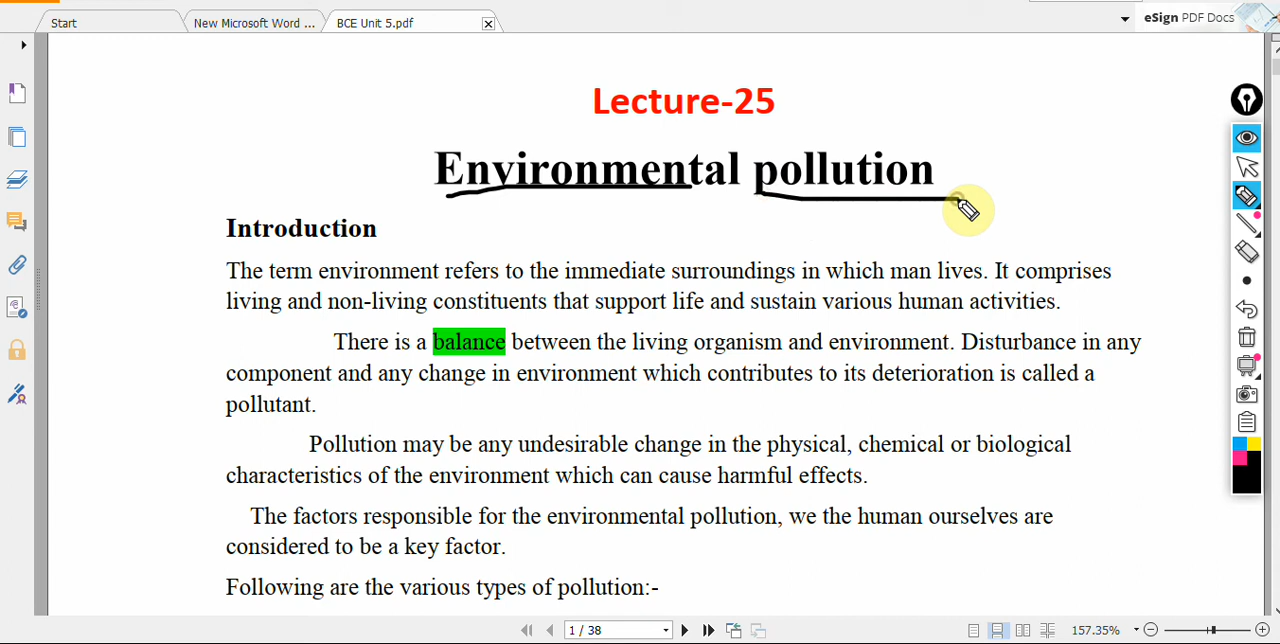 Start
New Microsoft Word ...
BCE Unit 5.pdf
eSign PDF Docs
Lecture-25
Environmental pollution
Introduction
The term environment refers to the immediate surroundings in which man lives. It comprises
living and non-living constituents that support life and sustain various human activities.
There is a balance between the living organism and environment. Disturbance in any
component and any change in environment which contributes to its deterioration is called a
pollutant.
Pollution may be any undesirable change in the physical, chemical or biological
characteristics of the environment which can cause harmful effects.
The factors responsible for the environmental pollution, we the human ourselves are
considered to be a key factor.
Following are the various types of pollution:-
1 / 38
157.35%